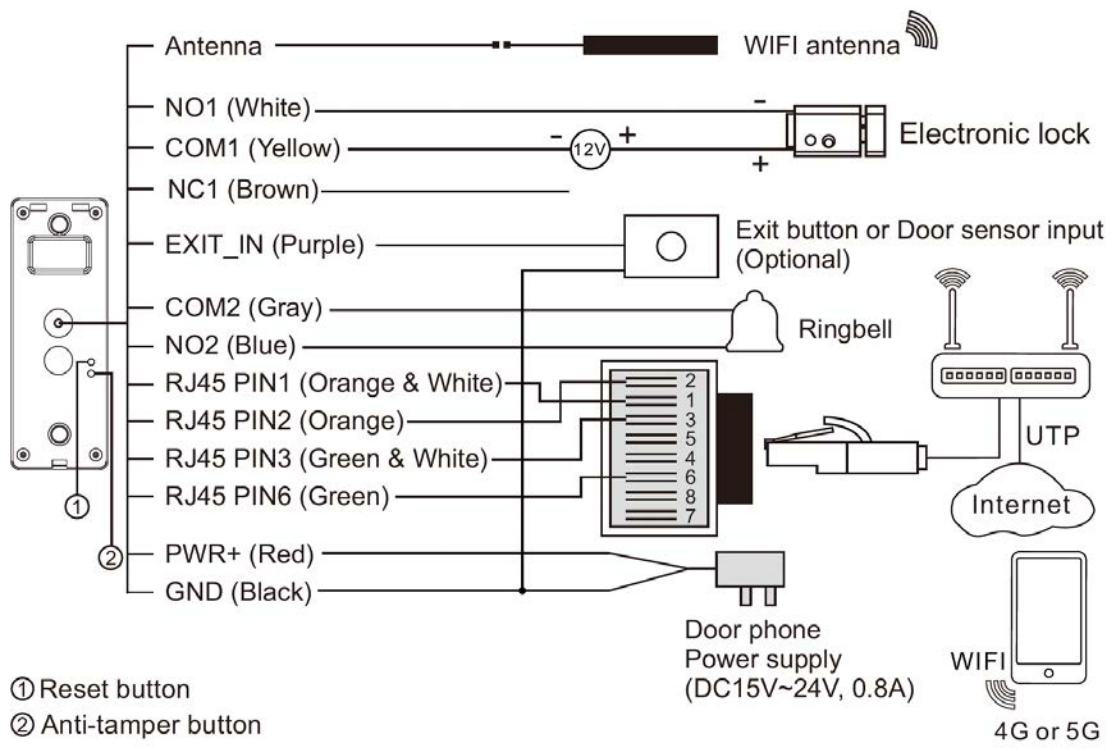 Antenna
WIFI antenna
NO1 (White)
-
COM1 (Yellow)
- 12V +
+
Electronic lock
NC1 (Brown)
EXIT_IN (Purple)
Exit button or Door sensor input
(Optional)
COM2 (Gray)
NO2 (Blue)
Ringbell
RJ45 PIN1 (Orange & White)
RJ45 PIN2 (Orange)
RJ45 PIN3 (Green & White)
RJ45 PIN6 (Green)
2
1
3
5
4
6
8
7
UTP
Internet
①
②
PWR+ (Red)
GND (Black)
Door phone
Power supply
(DC15V~24V, 0.8A)
WIFI
4G or 5G
① Reset button
② Anti-tamper button